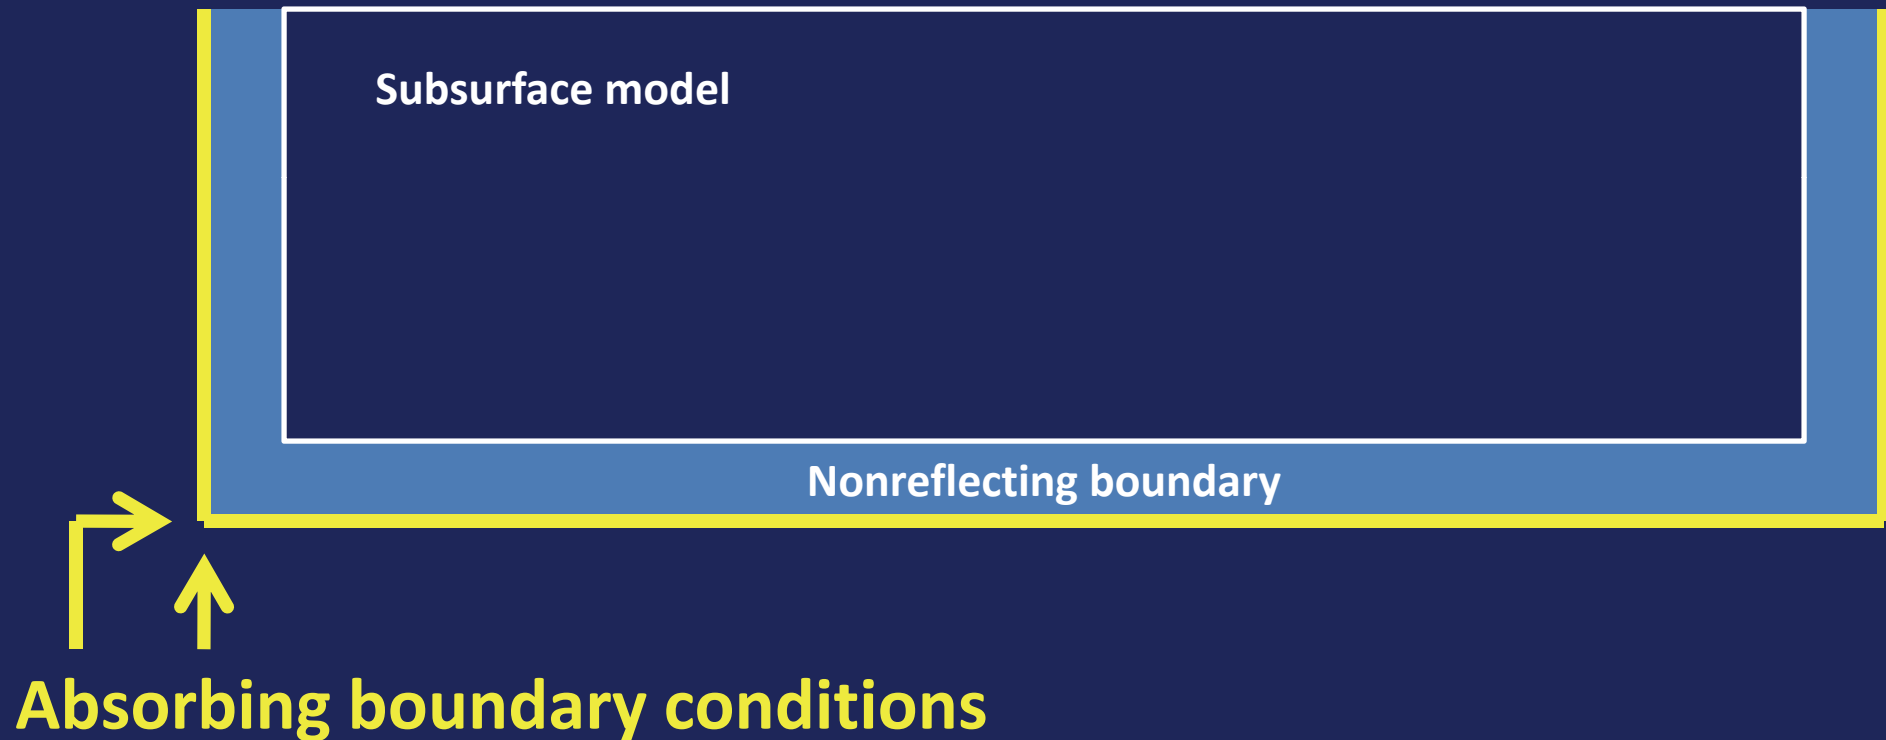 Subsurface model
Nonreflecting boundary
Absorbing boundary conditions